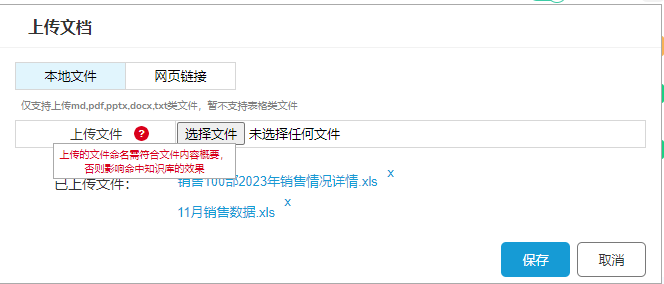 上传文档
本地文件 网页链接
仅支持上传md,pdf,pptx,docx,txt类文件，暂不支持表格类文件
上传文件 ? 选择文件 未选择任何文件
上传的文件命名需符合文件内容概要，
否则影响命中知识库的效果
已上传文件： 销售100部2023年销售情况详情.xls x
11月销售数据.xls x
保存 取消